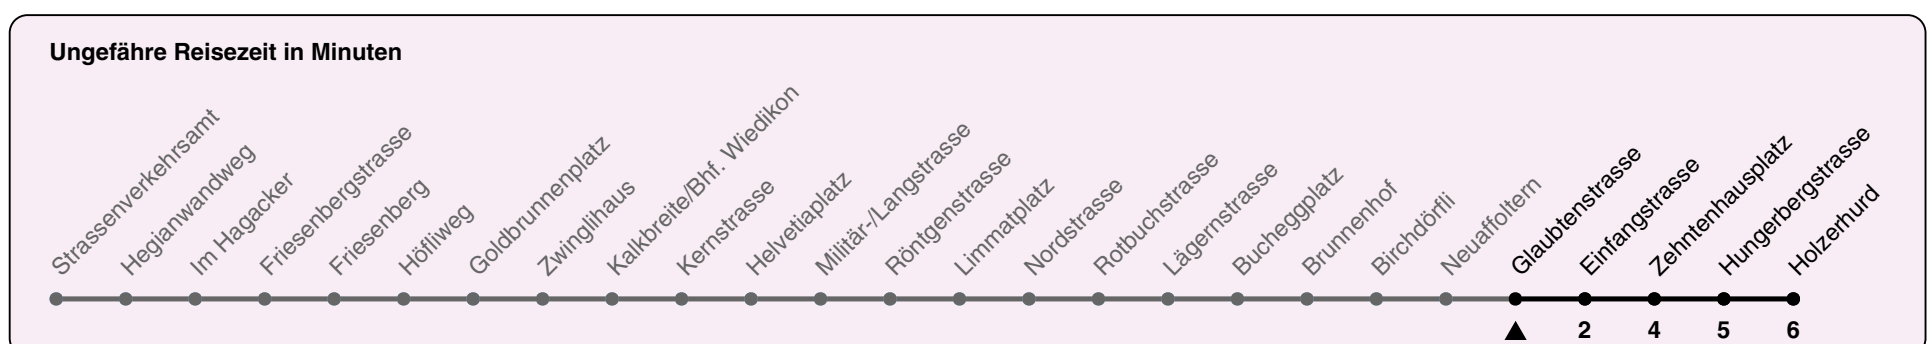 Ungefähre Reisezeit in Minuten
Strassenverkehrsamt
Hegianwandweg
Im Hagacker
Friesenbergstrasse
Friesenberg
Höfliweg
Goldbrunnenplatz
Zwinglihaus
Kalkbreite/Bhf. Wiedikon
Kernstrasse
Helvetiaplatz
Militär-/Langstrasse
Röntgenstrasse
Limmatplatz
Nordstrasse
Rotbuchstrasse
Lägernstrasse
Bucheggplatz
Brunnenhof
Birchdörfli
Neuaffoltern
Glaubtenstrasse
Einfangstrasse
Zehntenhausplatz
Hungerbergstrasse
Holzerhurd
2 4 5 6